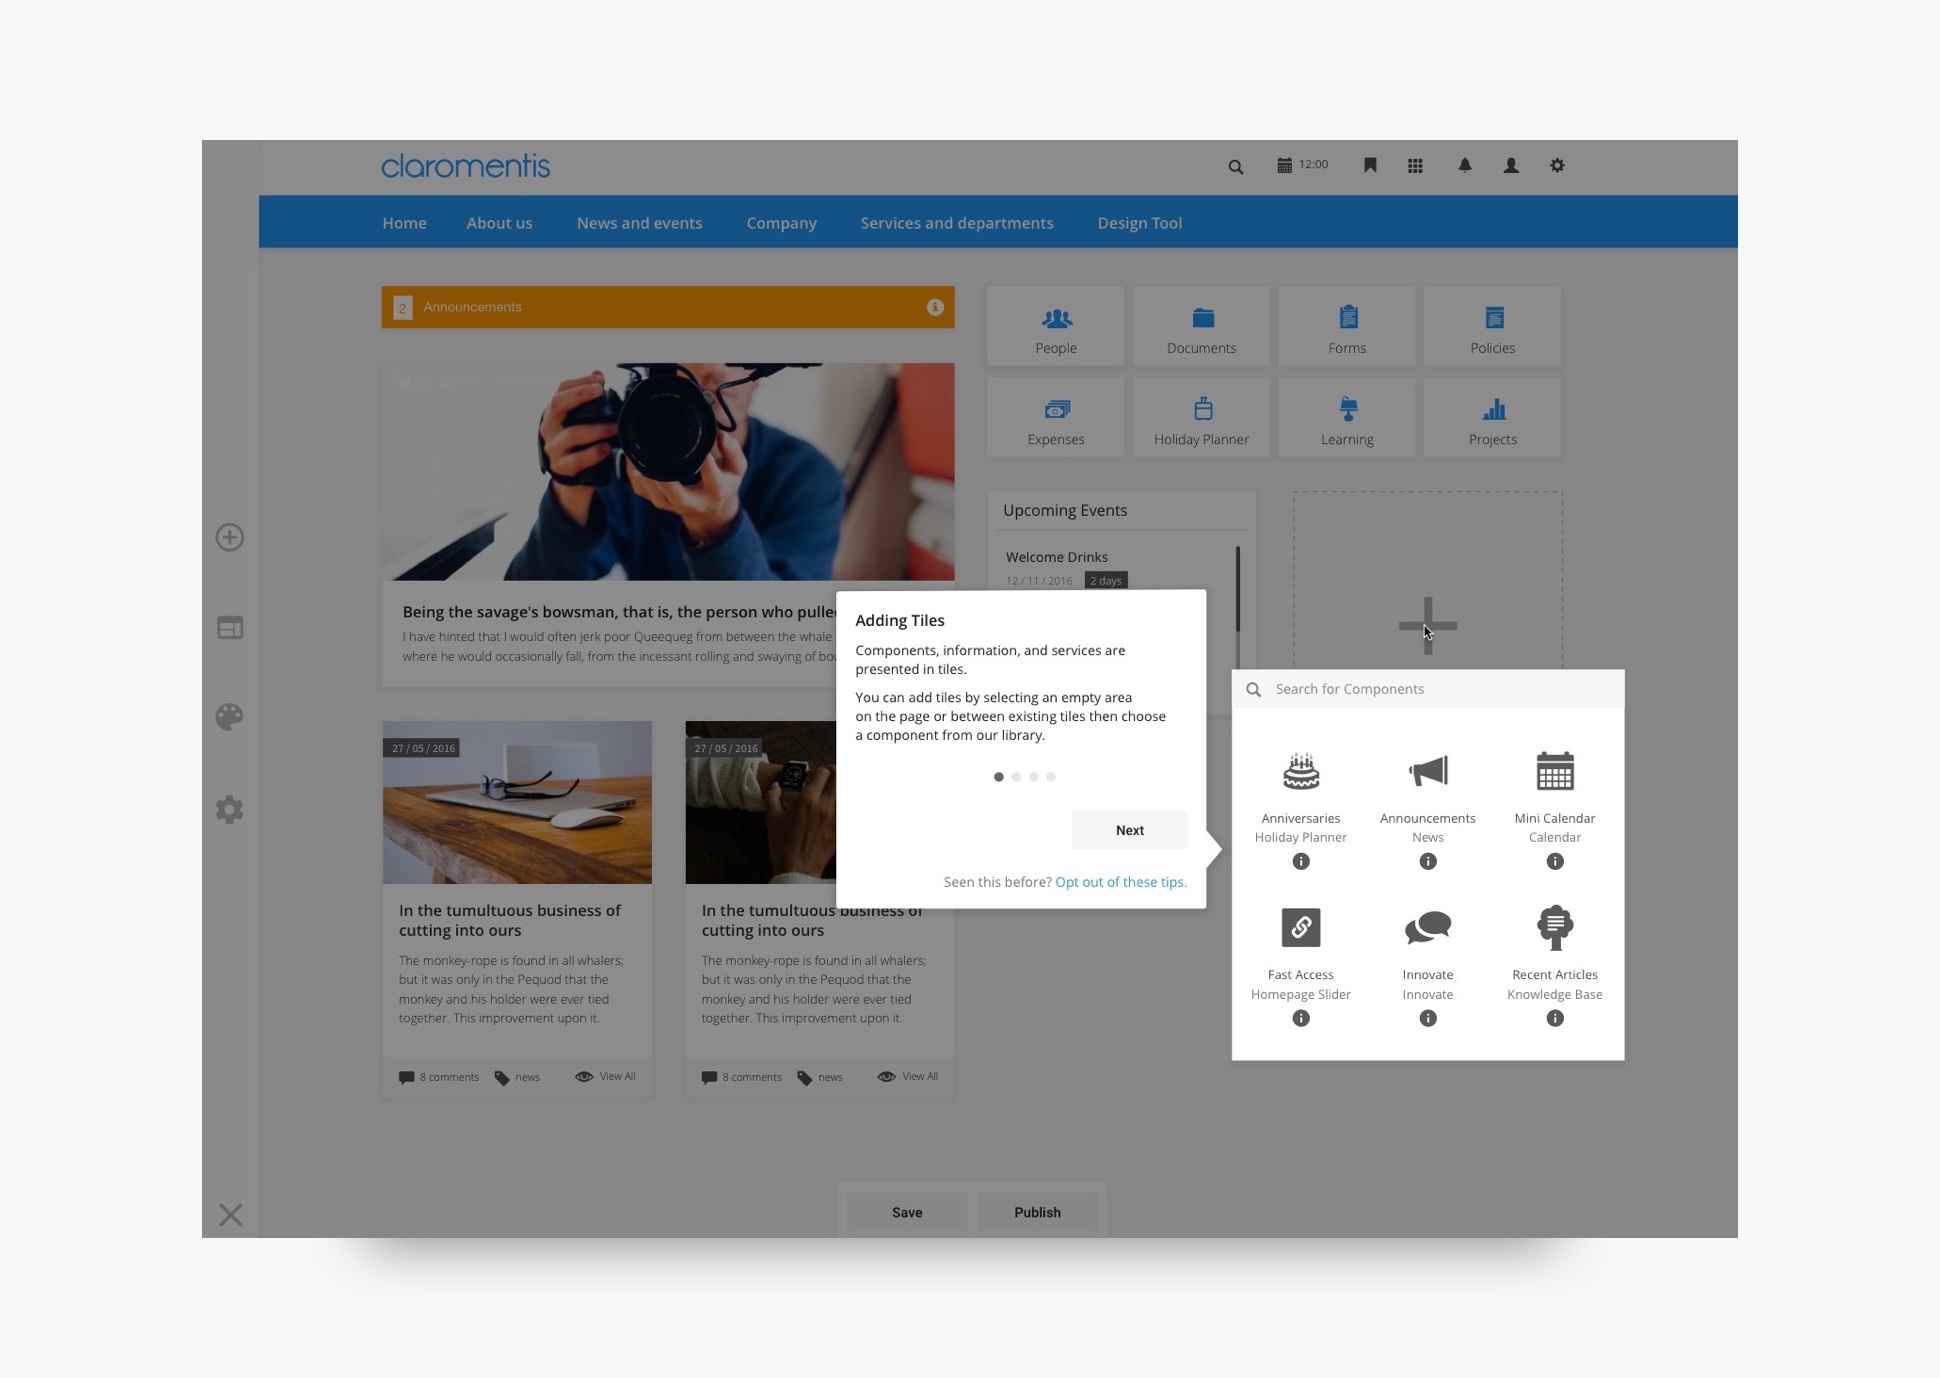 claromentis
12:00
Home
About us
News and events
Company
Services and departments
Design Tool
2
Announcements
People
Documents
Forms
Policies
Expenses
Holiday Planner
Learning
Projects
Upcoming Events
Welcome Drinks
12 / 11 / 2016
2 days
Being the savage's bowsman, that is, the person who pulle
I have hinted that I would often jerk poor Queequeg from between the whale
where he would occasionally fall, from the incessant rolling and swaying of
Adding Tiles
Components, information, and services are
presented in tiles.
You can add tiles by selecting an empty area
on the page or between existing tiles then choose
a component from our library.
Next
Seen this before? Opt out of these tips.
Search for Components
Anniversaries
Holiday Planner
Announcements
News
Mini Calendar
Calendar
Fast Access
Homepage Slider
Innovate
Innovate
Recent Articles
Knowledge Base
27 / 05 / 2016
In the tumultuous business of
cutting into ours
The monkey-rope is found in all whalers;
but it was only in the Pequod that the
monkey and his holder were ever tied
together. This improvement upon it.
8 comments
news
View All
27 / 05 / 2016
In the tumultuous business of
cutting into ours
The monkey-rope is found in all whalers;
but it was only in the Pequod that the
monkey and his holder were ever tied
together. This improvement upon it.
8 comments
news
View All
Save
Publish